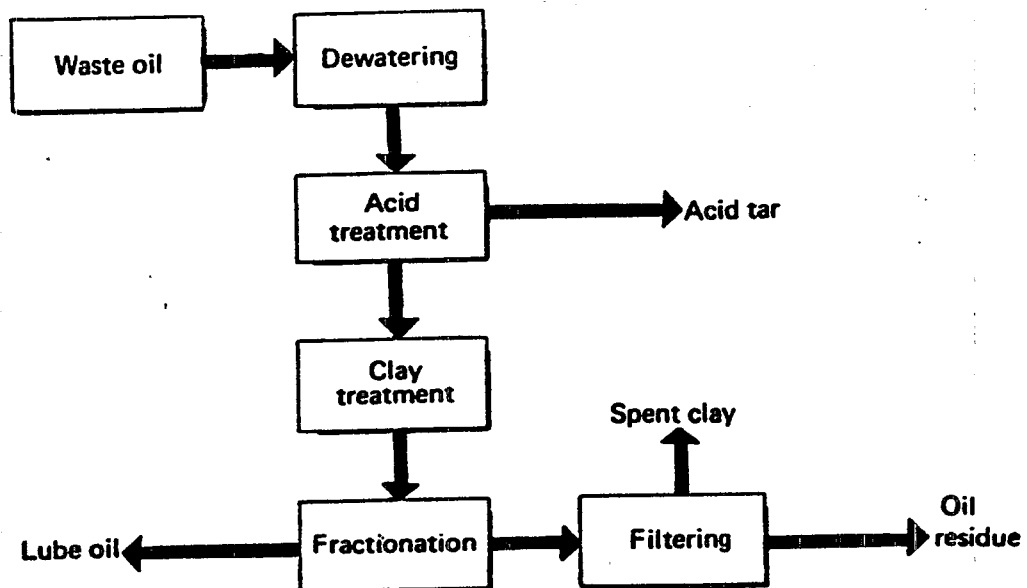 Waste oil
Dewatering
Acid
treatment
Acid tar
Clay
treatment
Spent clay
Lube oil
Fractionation
Filtering
Oil
residue